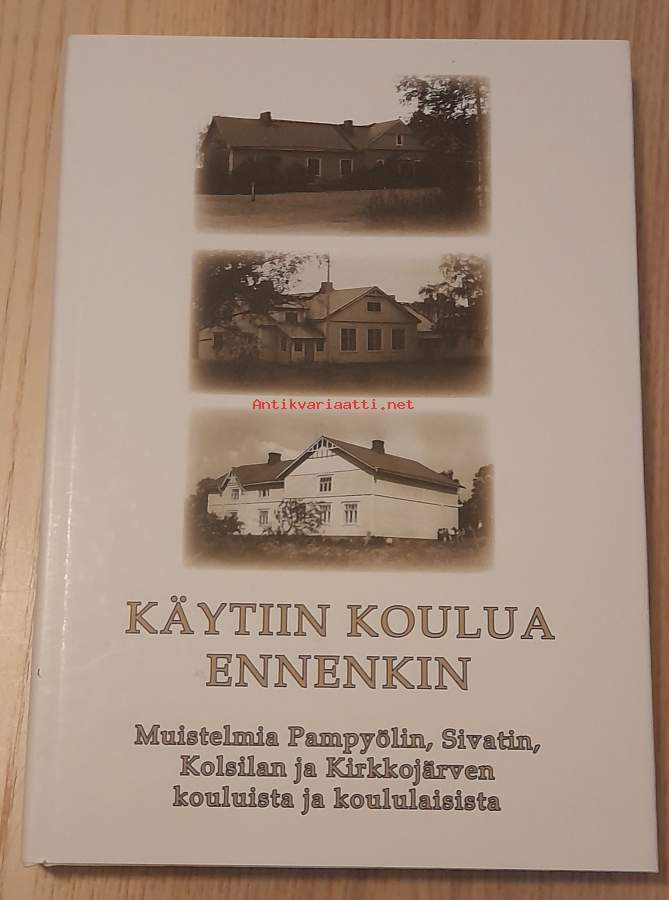 Antikvariaatti.net
KÄYTIIN KOULUA
ENNENKIN
Muistelmia Pampyölin, Sivatin,
Kolsilan ja Kirkkojärven
kouluista ja koululaisista